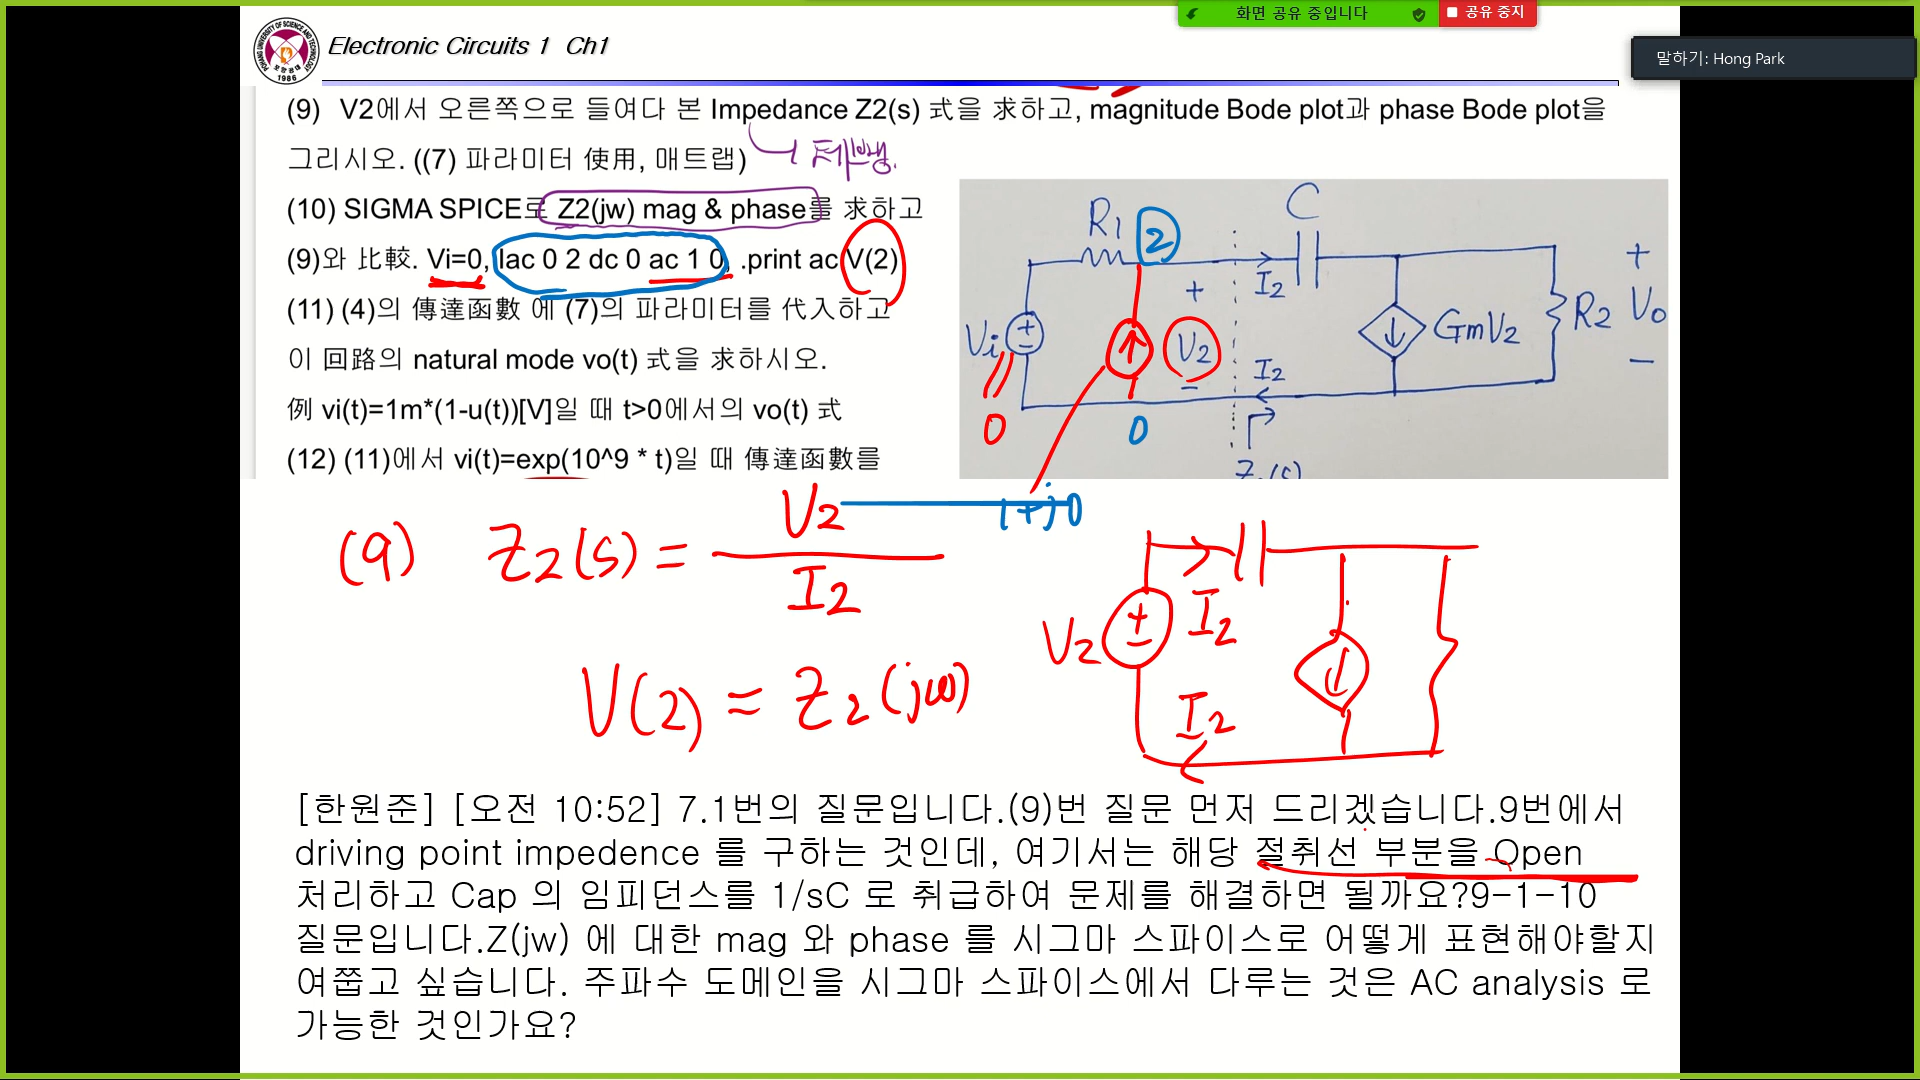 화면 공유 중입니다
공유 중지
말하기: Hong Park
POHANG UNIVERSITY OF SCIENCE AND TECHNOLOGY
포항공대
1986
Electronic Circuits 1 Ch1
(9) V2에서 오른쪽으로 들여다 본 Impedance Z2(s) 式을 求하고, magnitude Bode plot과 phase Bode plot을
그리시오. ((7) 파라미터 使用, 매트랩)
(10) SIGMA SPICE로 Z2(jw) mag & phase를 求하고
(9)와 比較. Vi=0, Iac 0 2 dc 0 ac 1 0, .print ac V(2)
(11) (4)의 傳達函數 에 (7)의 파라미터를 代入하고
이 回路의 natural mode vo(t) 式을 求하시오.
例 vi(t)=1m*(1-u(t))[V]일 때 t>0에서의 vo(t) 式
(12) (11)에서 vi(t)=exp(10^9 * t)일 때 傳達函數를
R1 2 C
I2
+ +
Vi + − V2 GmV2 R2 Vo
− I2 −
0 0
Z2(s)
1+j0
(9) Z2(s) = V2
I2
V(2) = Z2(jω)
I2
V2 + −
I2
[한원준] [오전 10:52] 7.1번의 질문입니다.(9)번 질문 먼저 드리겠습니다.9번에서
driving point impedence 를 구하는 것인데, 여기서는 해당 절취선 부분을 Open
처리하고 Cap 의 임피던스를 1/sC 로 취급하여 문제를 해결하면 될까요?9-1-10
질문입니다.Z(jw) 에 대한 mag 와 phase 를 시그마 스파이스로 어떻게 표현해야할지
여쭙고 싶습니다. 주파수 도메인을 시그마 스파이스에서 다루는 것은 AC analysis 로
가능한 것인가요?